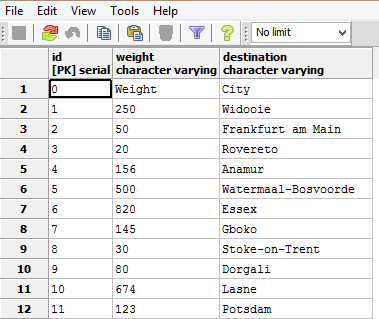 File Edit View Tools Help
No limit
id weight destination
[PK] serial character varying character varying
1 0 Weight City
2 1 250 Widooie
3 2 50 Frankfurt am Main
4 3 20 Rovereto
5 4 156 Anamur
6 5 500 Watermaal-Bosvoorde
7 6 820 Essex
8 7 145 Gboko
9 8 30 Stoke-on-Trent
10 9 80 Dorgali
11 10 674 Lasne
12 11 123 Potsdam